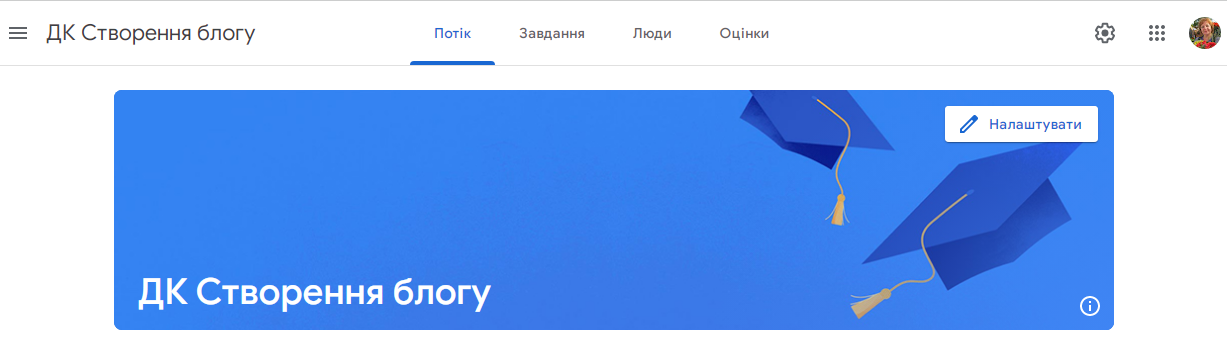 ДК Створення блогу
Потік
Завдання
Люди
Оцінки
Налаштувати
ДК Створення блогу